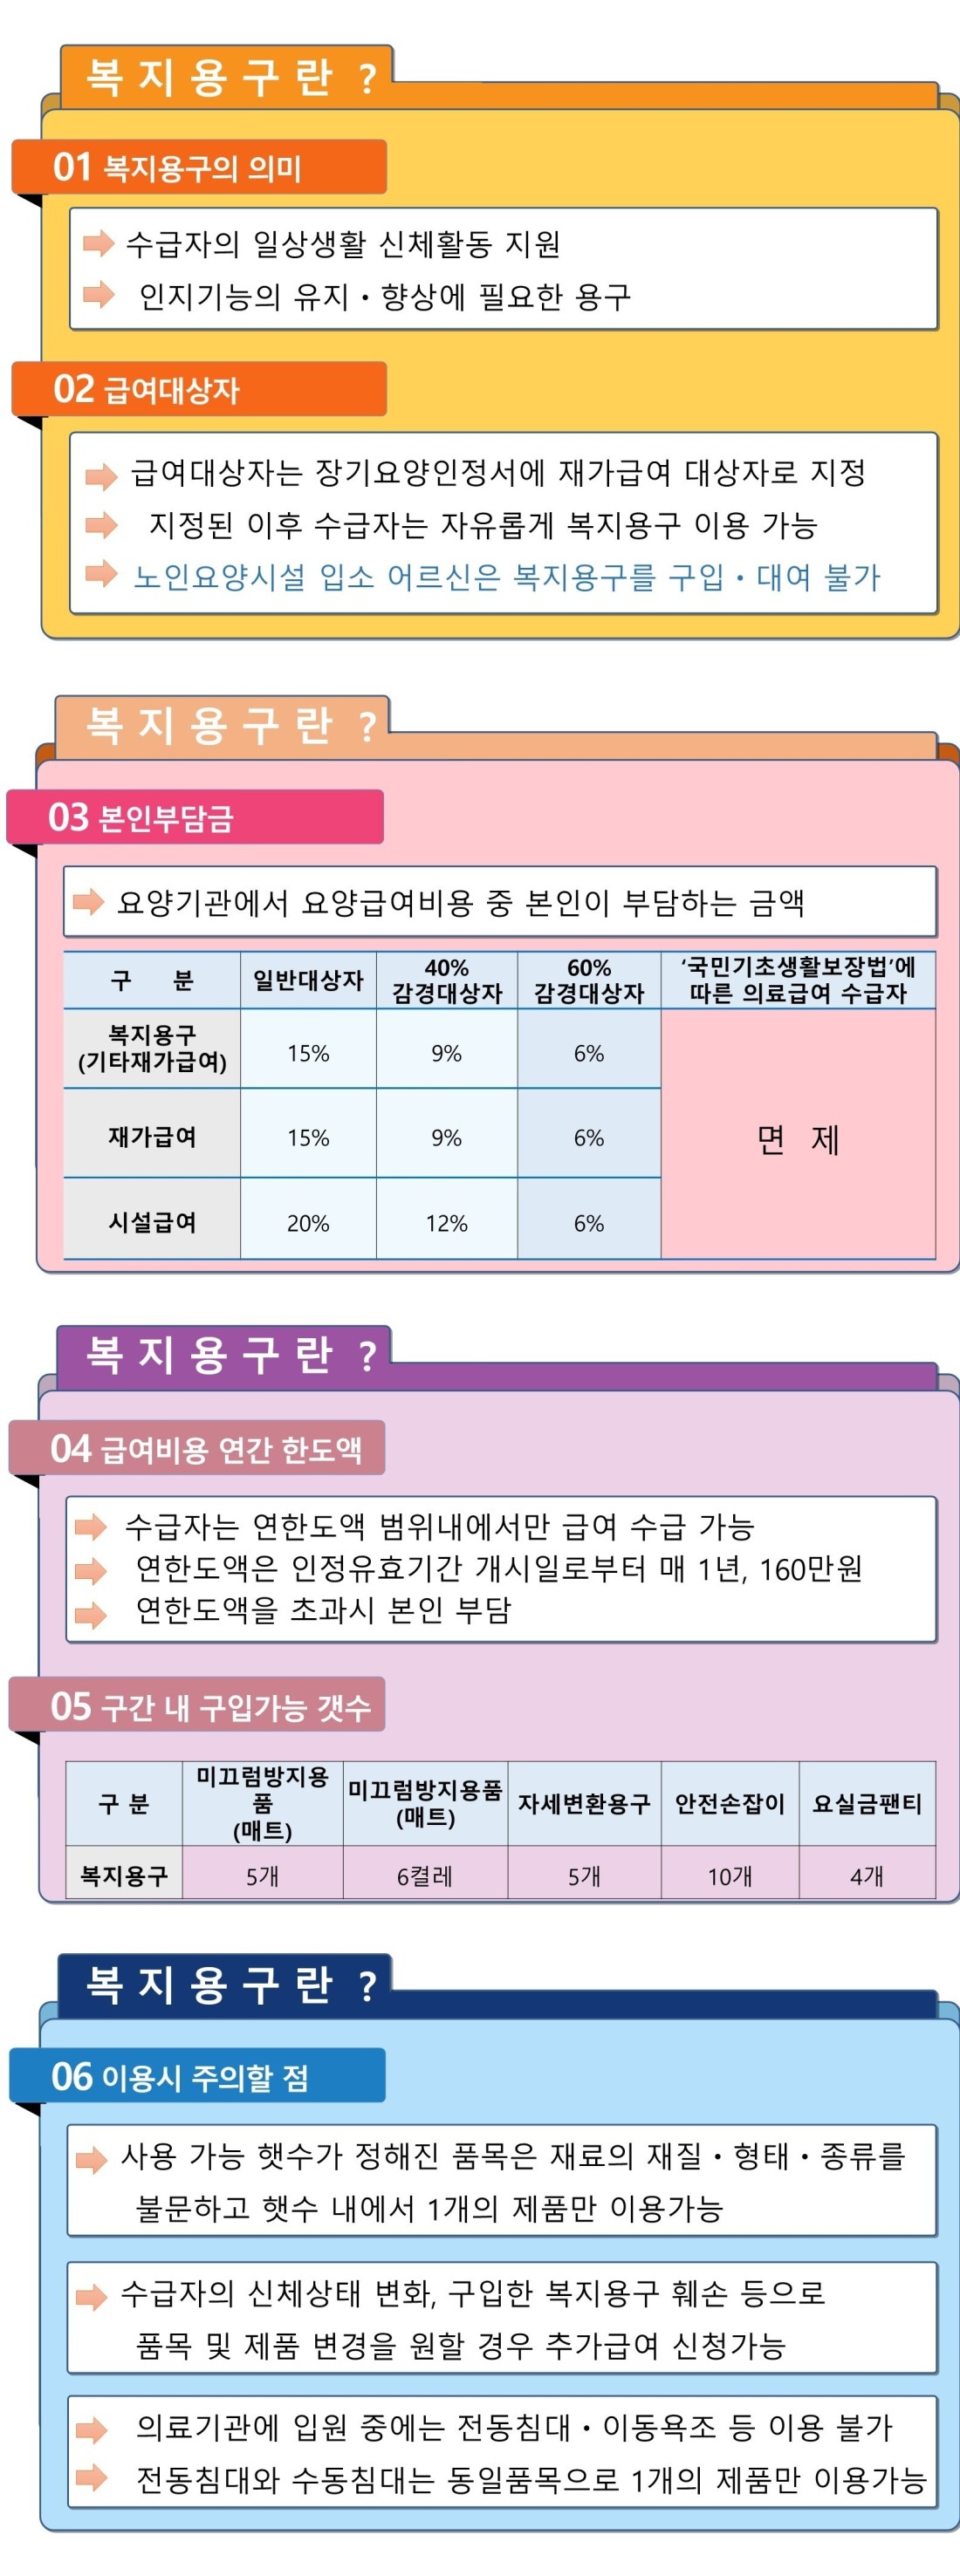 복지용구란 ?
01 복지용구의 의미
수급자의 일상생활 신체활동 지원
인지기능의 유지・향상에 필요한 용구
02 급여대상자
급여대상자는 장기요양인정서에 재가급여 대상자로 지정
지정된 이후 수급자는 자유롭게 복지용구 이용 가능
노인요양시설 입소 어르신은 복지용구를 구입・대여 불가
복지용구란 ?
03 본인부담금
요양기관에서 요양급여비용 중 본인이 부담하는 금액
구 분 일반대상자 40% 감경대상자 60% 감경대상자 ‘국민기초생활보장법’에 따른 의료급여 수급자
복지용구 (기타재가급여) 15% 9% 6%
재가급여 15% 9% 6% 면 제
시설급여 20% 12% 6%
복지용구란 ?
04 급여비용 연간 한도액
수급자는 연한도액 범위내에서만 급여 수급 가능
연한도액은 인정유효기간 개시일로부터 매 1년, 160만원
연한도액을 초과시 본인 부담
05 구간 내 구입가능 갯수
구 분 미끄럼방지용품 (매트) 미끄럼방지용품 (매트) 자세변환용구 안전손잡이 요실금팬티
복지용구 5개 6켤레 5개 10개 4개
복지용구란 ?
06 이용시 주의할 점
사용 가능 햇수가 정해진 품목은 재료의 재질・형태・종류를
불문하고 햇수 내에서 1개의 제품만 이용가능
수급자의 신체상태 변화, 구입한 복지용구 훼손 등으로
품목 및 제품 변경을 원할 경우 추가급여 신청가능
의료기관에 입원 중에는 전동침대・이동욕조 등 이용 불가
전동침대와 수동침대는 동일품목으로 1개의 제품만 이용가능